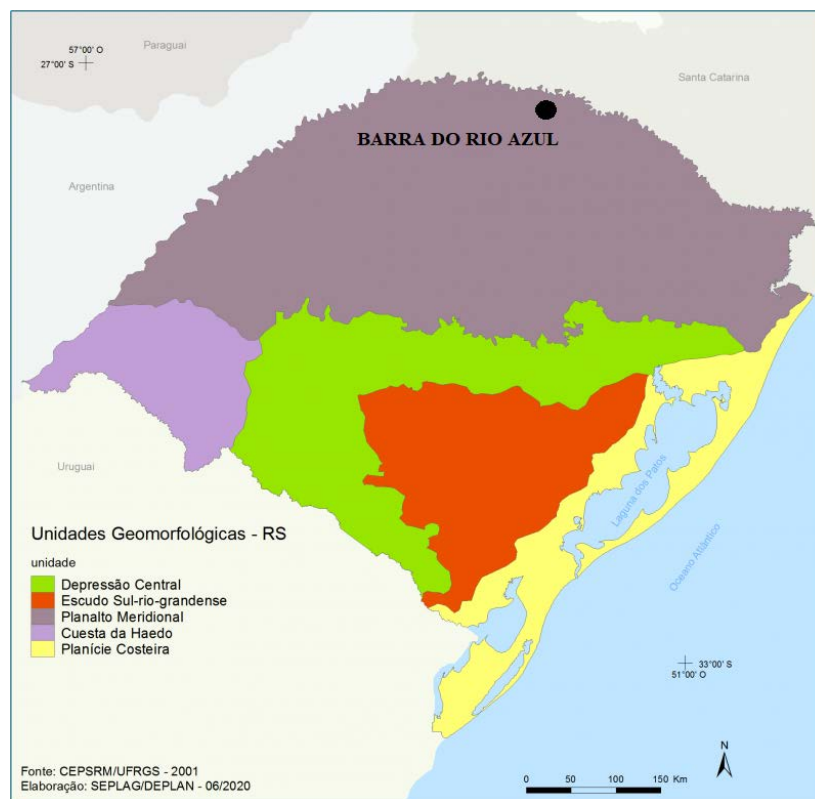 Paraguai
57°00' O
27°00' S
Santa Catarina
BARRA DO RIO AZUL
Argentina
Uruguai
Laguna dos Patos
Oceano Atlântico
Unidades Geomorfológicas - RS
unidade
Depressão Central
Escudo Sul-rio-grandense
Planalto Meridional
Cuesta da Haedo
Planície Costeira
33°00' S
51°00' O
N
Fonte: CEPSRM/UFRGS - 2001
Elaboração: SEPLAG/DEPLAN - 06/2020
0 50 100 150 Km